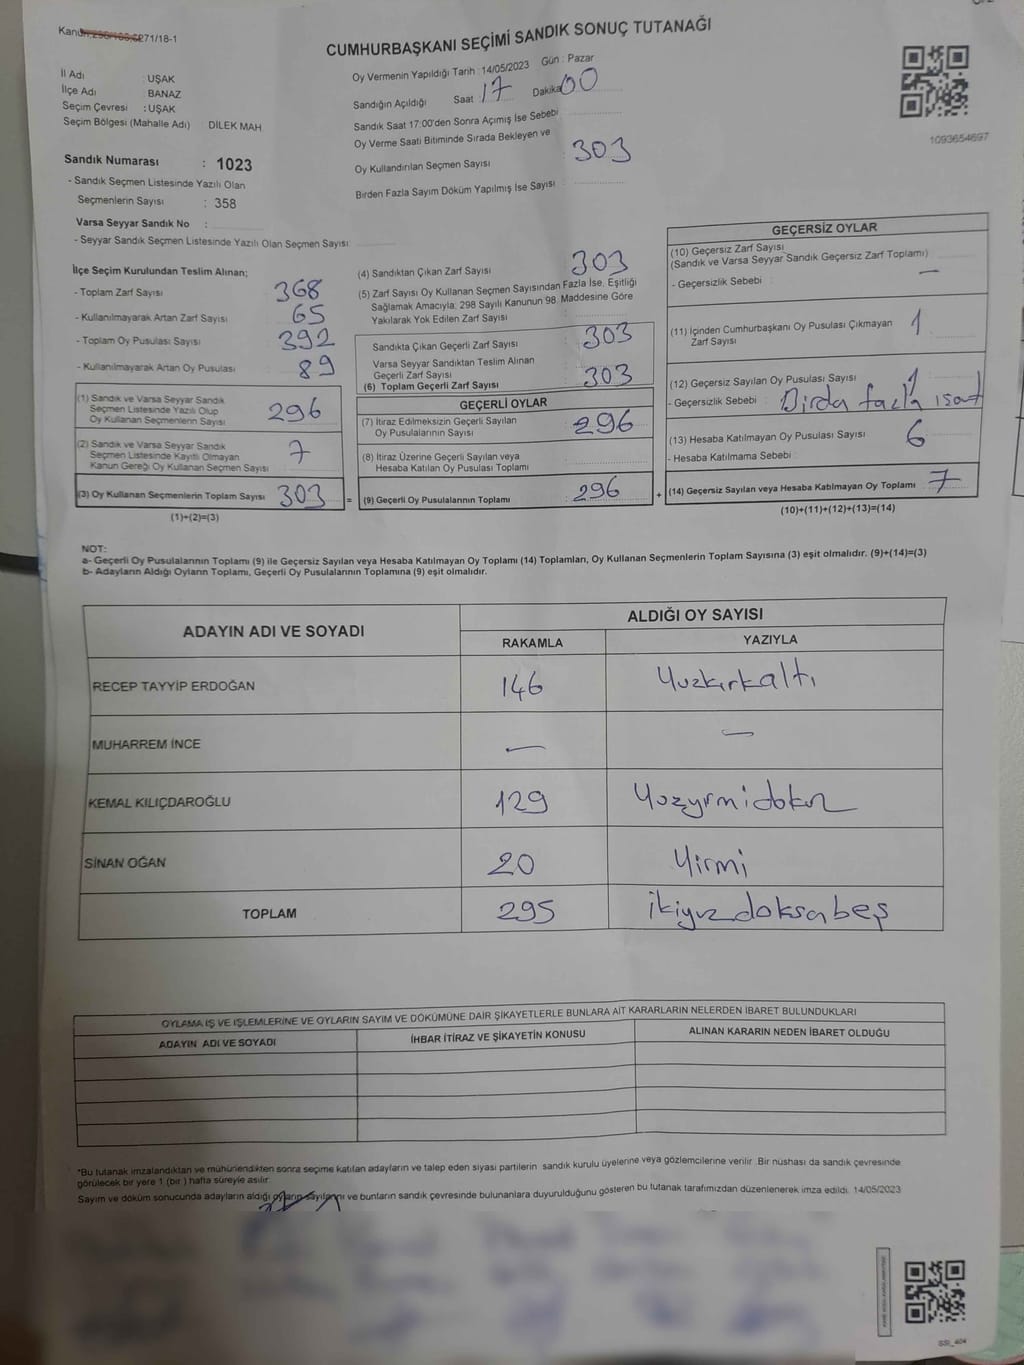 CUMHURBAŞKANI SEÇİMİ SANDIK SONUÇ TUTANAĞI
İl Adı : UŞAK
İlçe Adı : BANAZ
Seçim Çevresi : UŞAK
Seçim Bölgesi (Mahalle Adı) : DİLEK MAH
Sandık Numarası : 1023
- Sandık Seçmen Listesinde Yazılı Olan
Seçmenlerin Sayısı : 358
Varsa Seyyar Sandık No :
- Seyyar Sandık Seçmen Listesinde Yazılı Olan Seçmen Sayısı:
Oy Vermenin Yapıldığı Tarih : 14/05/2023 Gün : Pazar
Sandığın Açıldığı Saat 17 Dakika 00
Sandık Saat 17:00'den Sonra Açımış İse Sebebi :
Oy Verme Saati Bitiminde Sırada Bekleyen ve
Oy Kullandırılan Seçmen Sayısı : 303
Birden Fazla Sayım Döküm Yapılmış İse Sayısı :
1093654697
İlçe Seçim Kurulundan Teslim Alınan;
- Toplam Zarf Sayısı 368
- Kullanılmayarak Artan Zarf Sayısı 65
- Toplam Oy Pusulası Sayısı 392
- Kullanılmayarak Artan Oy Pusulası 89
(1) Sandık ve Varsa Seyyar Sandık
Seçmen Listesinde Yazılı Olup
Oy Kullanan Seçmenlerin Sayısı 296
(2) Sandık ve Varsa Seyyar Sandık
Seçmen Listesinde Kayıtlı Olmayan
Kanun Gereği Oy Kullanan Seçmen Sayısı 7
(3) Oy Kullanan Seçmenlerin Toplam Sayısı 303 =
(1)+(2)=(3)
(4) Sandıktan Çıkan Zarf Sayısı 303
(5) Zarf Sayısı Oy Kullanan Seçmen Sayısından Fazla İse, Eşitliği
Sağlamak Amacıyla; 298 Sayılı Kanunun 98. Maddesine Göre
Yakılarak Yok Edilen Zarf Sayısı :
Sandıkta Çıkan Geçerli Zarf Sayısı : 303
Varsa Seyyar Sandıktan Teslim Alınan
Geçerli Zarf Sayısı
(6) Toplam Geçerli Zarf Sayısı : 303
GEÇERLİ OYLAR
(7) İtiraz Edilmeksizin Geçerli Sayılan
Oy Pusulalarının Sayısı : 296
(8) İtiraz Üzerine Geçerli Sayılan veya
Hesaba Katılan Oy Pusulası Toplamı :
(9) Geçerli Oy Pusulalarının Toplamı : 296 +
GEÇERSİZ OYLAR
(10) Geçersiz Zarf Sayısı
(Sandık ve Varsa Seyyar Sandık Geçersiz Zarf Toplamı) —
- Geçersizlik Sebebi :
(11) İçinden Cumhurbaşkanı Oy Pusulası Çıkmayan
Zarf Sayısı 1
(12) Geçersiz Sayılan Oy Pusulası Sayısı
- Geçersizlik Sebebi : fazla
(13) Hesaba Katılmayan Oy Pusulası Sayısı : 6
- Hesaba Katılmama Sebebi :
(14) Geçersiz Sayılan veya Hesaba Katılmayan Oy Toplamı : 7
(10)+(11)+(12)+(13)=(14)
NOT:
a- Geçerli Oy Pusulalarının Toplamı (9) ile Geçersiz Sayılan veya Hesaba Katılmayan Oy Toplamı (14) Toplamları, Oy Kullanan Seçmenlerin Toplam Sayısına (3) eşit olmalıdır. (9)+(14)=(3)
b- Adayların Aldığı Oyların Toplamı, Geçerli Oy Pusulalarının Toplamına (9) eşit olmalıdır.
ADAYIN ADI VE SOYADI ALDIĞI OY SAYISI
RAKAMLA YAZIYLA
RECEP TAYYİP ERDOĞAN 146 Yuzkırkaltı
MUHARREM İNCE — —
KEMAL KILIÇDAROĞLU 129 Yuzyrmidokuz
SİNAN OĞAN 20 Yirmi
TOPLAM 295 ikiyuzdoksabeş
OYLAMA İŞ VE İŞLEMLERİNE VE OYLARIN SAYIM VE DÖKÜMÜNE DAİR ŞİKAYETLERLE BUNLARA AİT KARARLARIN NELERDEN İBARET BULUNDUKLARI
ADAYIN ADI VE SOYADI İHBAR İTİRAZ VE ŞİKAYETİN KONUSU ALINAN KARARIN NEDEN İBARET OLDUĞU
*Bu tutanak imzalandıktan ve mühürlendikten sonra seçime katılan adayların ve talep eden siyasi partilerin sandık kurulu üyelerine veya gözlemcilerine verilir. Bir nüshası da sandık çevresinde
görülecek bir yere 1 (bir) hafta süreyle asılır.
Sayım ve döküm sonucunda adayların aldığı oyların sayılarını ve bunların sandık çevresinde bulunanlara duyurulduğunu gösteren bu tutanak tarafımızdan düzenlenerek imza edildi. 14/05/2023
SSI_404